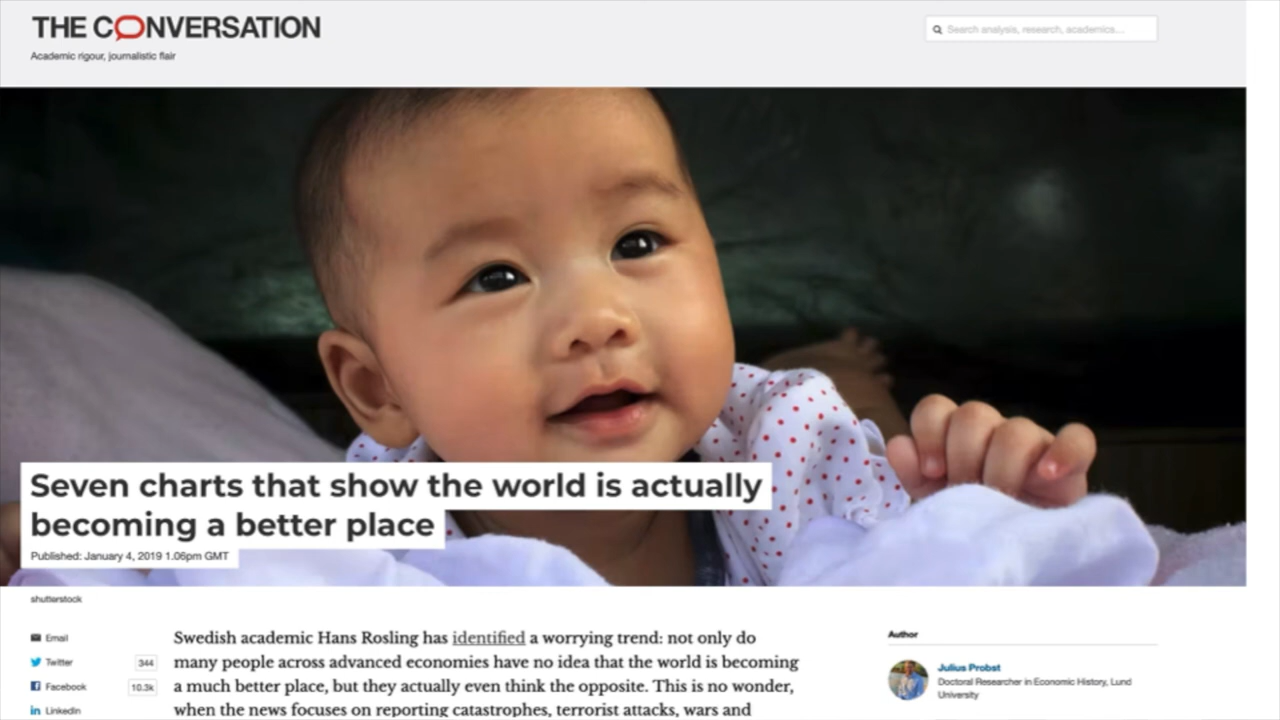 THE CONVERSATION
Academic rigour, journalistic flair
Search analysis, research, academics…
Seven charts that show the world is actually
becoming a better place
Published: January 4, 2019 1.06pm GMT
shutterstock
Email
Twitter 344
Facebook 10.3k
LinkedIn
Swedish academic Hans Rosling has identified a worrying trend: not only do
many people across advanced economies have no idea that the world is becoming
a much better place, but they actually even think the opposite. This is no wonder,
when the news focuses on reporting catastrophes, terrorist attacks, wars and
Author
Julius Probst
Doctoral Researcher in Economic History, Lund
University